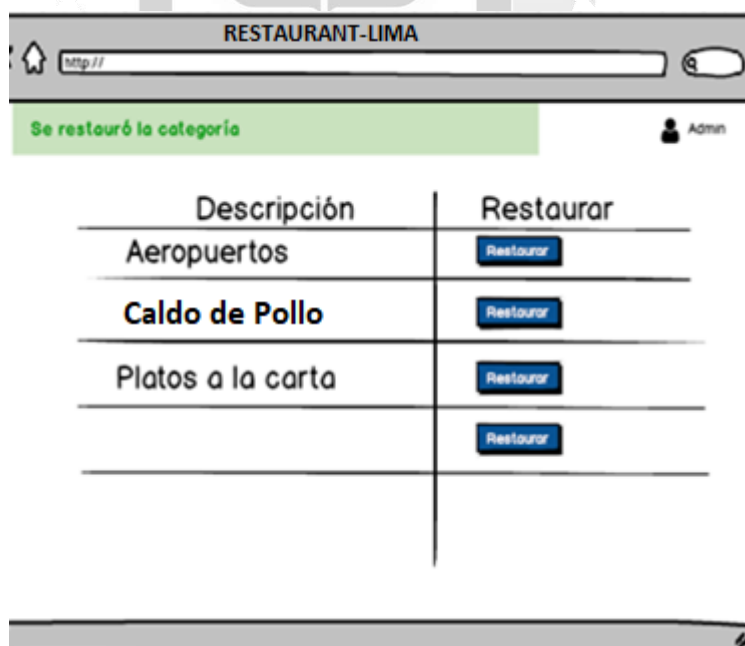 RESTAURANT-LIMA
http://
Se restauró la categoría
Admin
Descripción Restaurar
Aeropuertos Restaurar
Caldo de Pollo Restaurar
Platos a la carta Restaurar
Restaurar